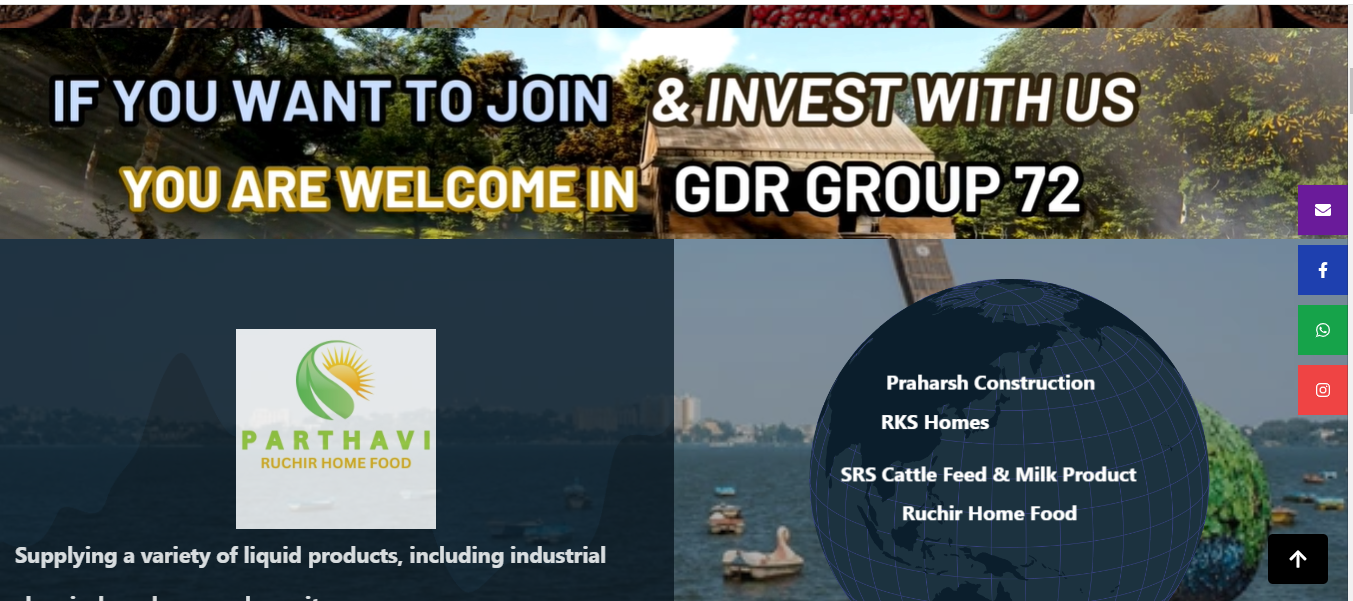 IF YOU WANT TO JOIN & INVEST WITH US
YOU ARE WELCOME IN GDR GROUP 72
PARTHAVI
RUCHIR HOME FOOD
Supplying a variety of liquid products, including industrial
Praharsh Construction
RKS Homes
SRS Cattle Feed & Milk Product
Ruchir Home Food